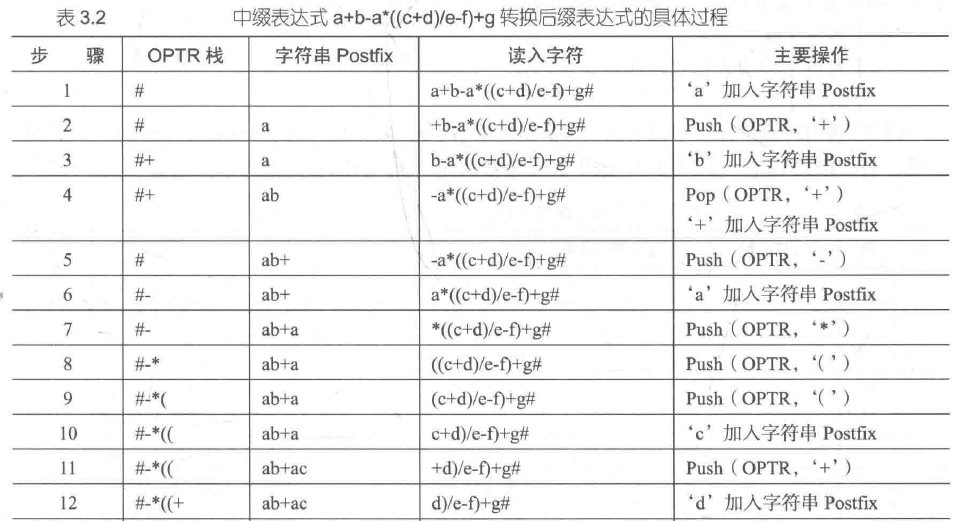 表 3.2 中缀表达式 a+b-a*((c+d)/e-f)+g 转换后缀表达式的具体过程
步 骤 OPTR 栈 字符串 Postfix 读入字符 主要操作
1 # a+b-a*((c+d)/e-f)+g# ‘a’ 加入字符串 Postfix
2 # a +b-a*((c+d)/e-f)+g# Push（OPTR，‘+’）
3 #+ a b-a*((c+d)/e-f)+g# ‘b’ 加入字符串 Postfix
4 #+ ab -a*((c+d)/e-f)+g# Pop（OPTR，‘+’）
‘+’ 加入字符串 Postfix
5 # ab+ -a*((c+d)/e-f)+g# Push（OPTR，‘-’）
6 #- ab+ a*((c+d)/e-f)+g# ‘a’ 加入字符串 Postfix
7 #- ab+a *((c+d)/e-f)+g# Push（OPTR，‘*’）
8 #-* ab+a ((c+d)/e-f)+g# Push（OPTR，‘(’）
9 #-*( ab+a (c+d)/e-f)+g# Push（OPTR，‘(’）
10 #-*(( ab+a c+d)/e-f)+g# ‘c’ 加入字符串 Postfix
11 #-*(( ab+ac +d)/e-f)+g# Push（OPTR，‘+’）
12 #-*((+ ab+ac d)/e-f)+g# ‘d’ 加入字符串 Postfix